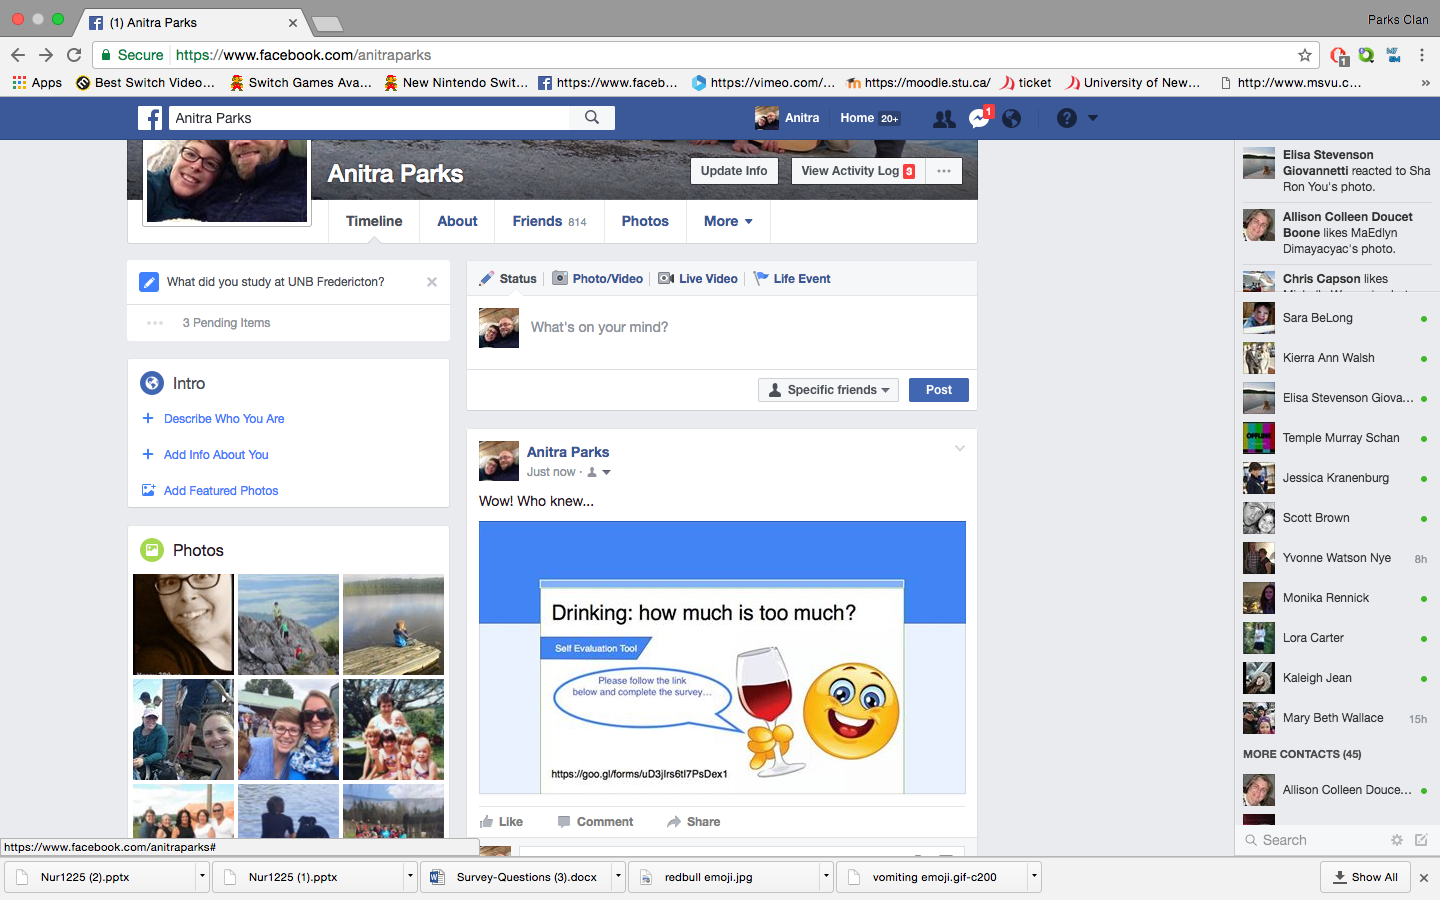 (1) Anitra Parks
Parks Clan
Secure https://www.facebook.com/anitraparks
1
Apps Best Switch Video... Switch Games Ava... New Nintendo Swit... https://www.faceb... https://vimeo.com/... https://moodle.stu.ca/ ticket University of New... http://www.msvu.c... »
Anitra Parks
Anitra Home 20+ 1
Anitra Parks
Update Info View Activity Log 3
Timeline About Friends 814 Photos More
What did you study at UNB Fredericton?
3 Pending Items
Intro
Describe Who You Are
Add Info About You
Add Featured Photos
Photos
Status Photo/Video Live Video Life Event
What's on your mind?
Specific friends Post
Anitra Parks
Just now ·
Wow! Who knew...
Drinking: how much is too much?
Self Evaluation Tool
Please follow the link
below and complete the survey...
https://goo.gl/forms/uD3jIrs6tI7PsDex1
Like Comment Share
Elisa Stevenson
Giovannetti reacted to Sha
Ron You's photo.
Allison Colleen Doucet
Boone likes MaEdlyn
Dimayacyac's photo.
Chris Capson likes
Sara BeLong
Kierra Ann Walsh
Elisa Stevenson Giova...
OFFLINE
Temple Murray Schan
Jessica Kranenburg
Scott Brown
Yvonne Watson Nye 8h
Monika Rennick
Lora Carter
Kaleigh Jean
Mary Beth Wallace 15h
MORE CONTACTS (45)
Allison Colleen Douce...
Search
https://www.facebook.com/anitraparks#
Nur1225 (2).pptx Nur1225 (1).pptx Survey-Questions (3).docx redbull emoji.jpg vomiting emoji.gif-c200 Show All